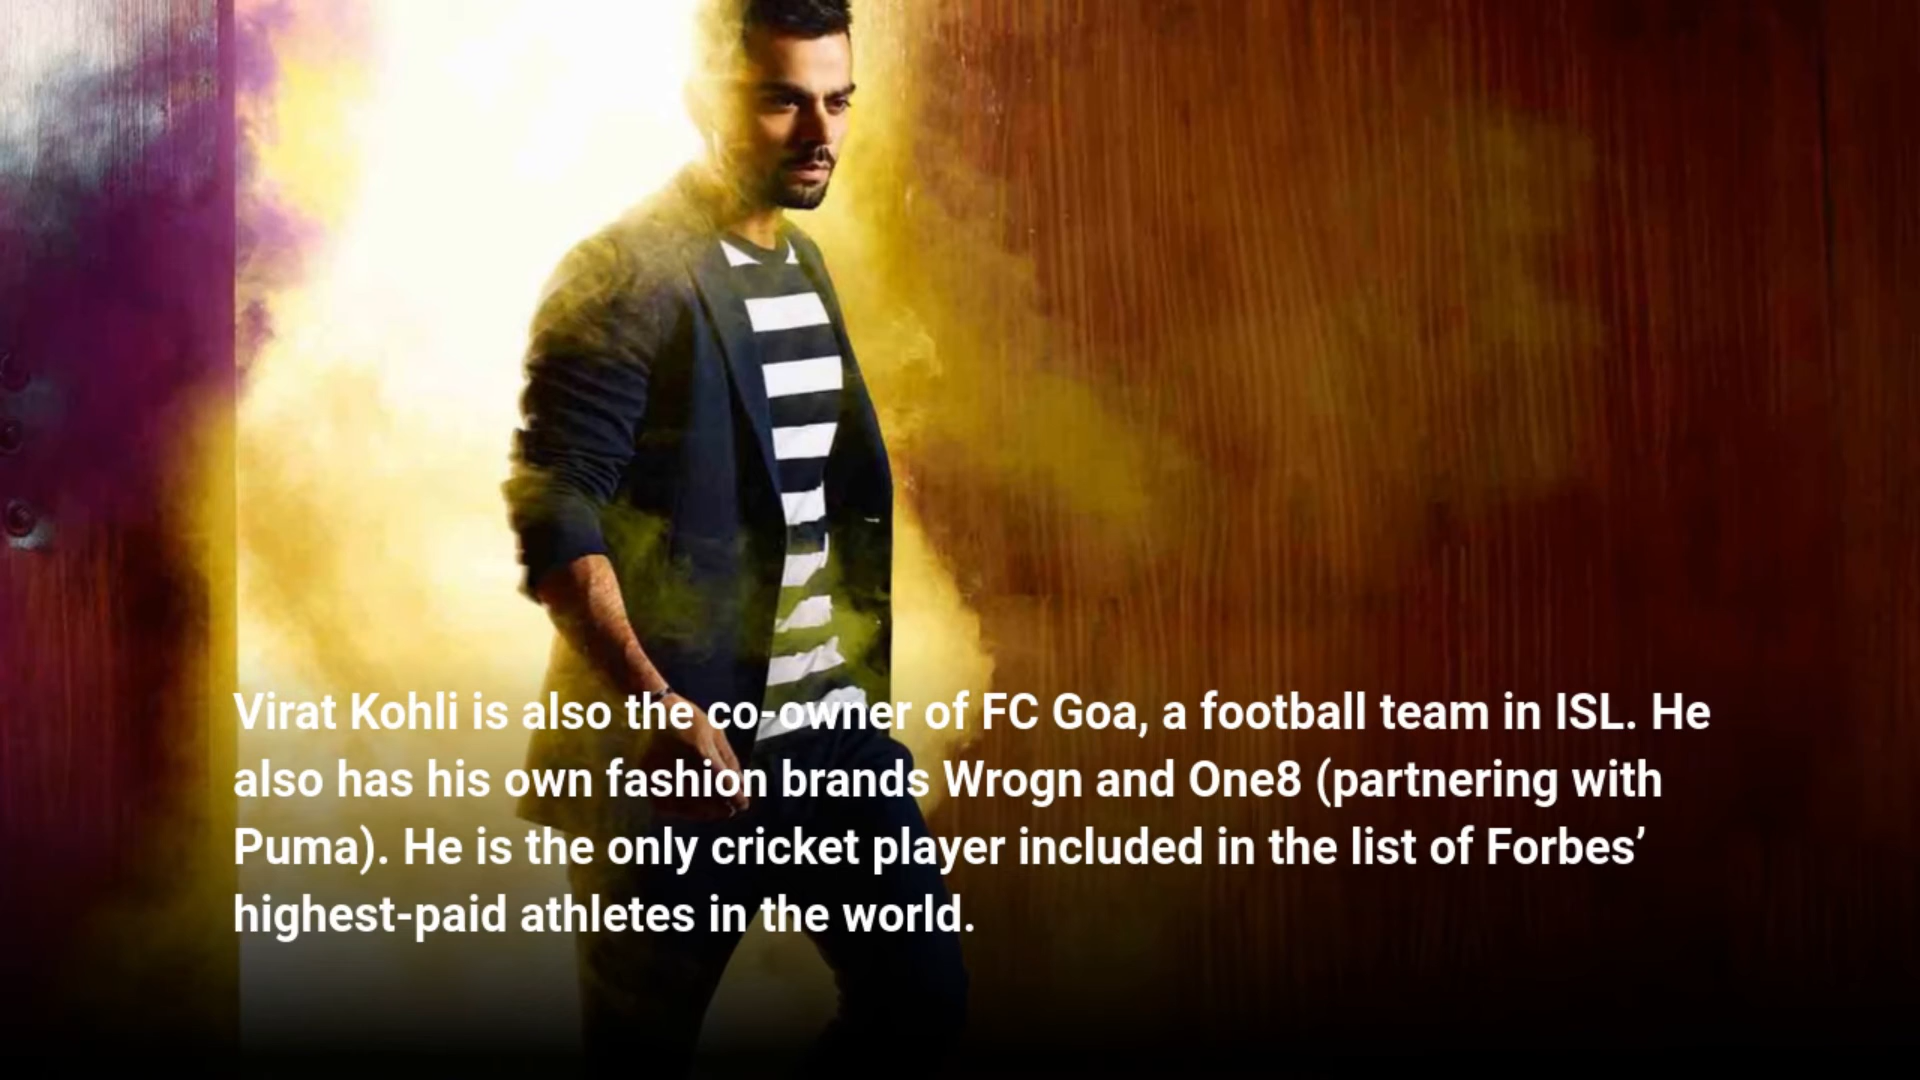 Virat Kohli is also the co-owner of FC Goa, a football team in ISL. He
also has his own fashion brands Wrogn and One8 (partnering with
Puma). He is the only cricket player included in the list of Forbes’
highest-paid athletes in the world.